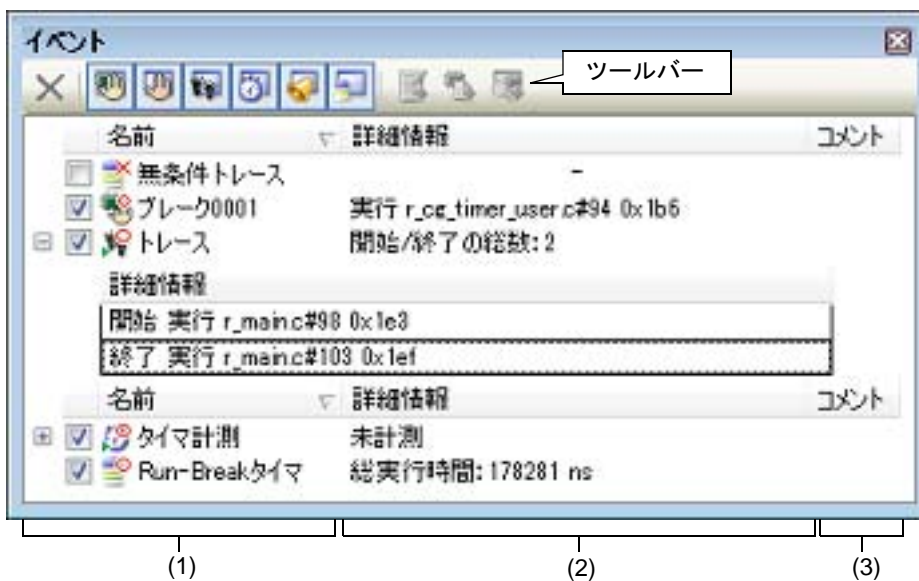 イベント
ツールバー
名前 詳細情報 コメント
無条件トレース -
ブレーク0001 実行 r_cg_timer_user.c#94 0x1b6
トレース 開始/終了の総数: 2
詳細情報
開始 実行 r_main.c#98 0x1e3
終了 実行 r_main.c#103 0x1ef
名前 詳細情報 コメント
タイマ計測 未計測
Run-Breakタイマ 総実行時間: 178281 ns
(1) (2) (3)